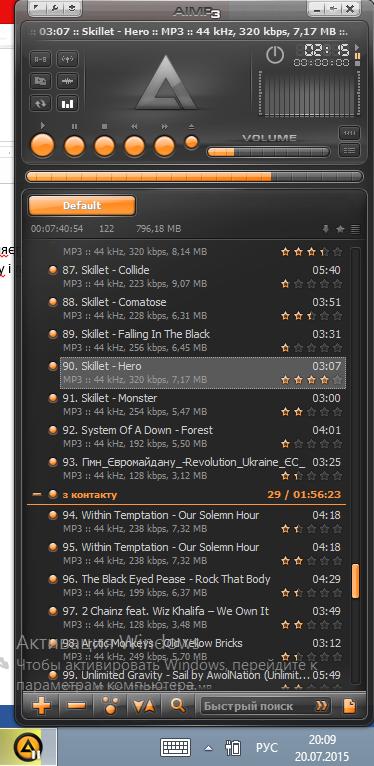 AIMP3
:: 03:07 :: Skillet - Hero :: MP3 :: 44 kHz, 320 kbps, 7,17 MB ::.
A-B
02:15
00:00:00
VOLUME
Default
00:07:40:54 122 796,18 MB
MP3 :: 44 kHz, 320 kbps, 8,14 MB
87. Skillet - Collide 05:40
MP3 :: 44 kHz, 223 kbps, 9,07 MB
88. Skillet - Comatose 03:51
MP3 :: 44 kHz, 228 kbps, 6,31 MB
89. Skillet - Falling In The Black 03:31
MP3 :: 44 kHz, 256 kbps, 6,45 MB
90. Skillet - Hero 03:07
MP3 :: 44 kHz, 320 kbps, 7,17 MB
91. Skillet - Monster 03:00
MP3 :: 44 kHz, 254 kbps, 5,47 MB
92. System Of A Down - Forest 04:01
MP3 :: 44 kHz, 192 kbps, 5,50 MB
93. Гімн_Євромайдану_-Revolution_Ukraine_ЄС_ 03:25
MP3 :: 44 kHz, 128 kbps, 3,12 MB
з контакту 29 / 01:56:23
94. Within Temptation - Our Solemn Hour 04:18
MP3 :: 44 kHz, 238 kbps, 7,32 MB
95. Within Temptation - Our Solemn Hour 04:18
MP3 :: 44 kHz, 238 kbps, 7,32 MB
96. The Black Eyed Pease - Rock That Body 04:29
MP3 :: 44 kHz, 199 kbps, 6,37 MB
97. 2 Chainz feat. Wiz Khalifa – We Own It 03:49
MP3 :: 44 kHz, 128 kbps, 3,48 MB
98. Arctic Monkeys - Old Yellow Bricks 03:12
MP3 :: 44 kHz, 249 kbps, 5,70 MB
99. Unlimited Gravity - Sail by AwolNation (Unlimit... 05:49
Активация Windows
Чтобы активировать Windows, перейдите к
параметрам компьютера.
Быстрый поиск
РУС
20:09
20.07.2015